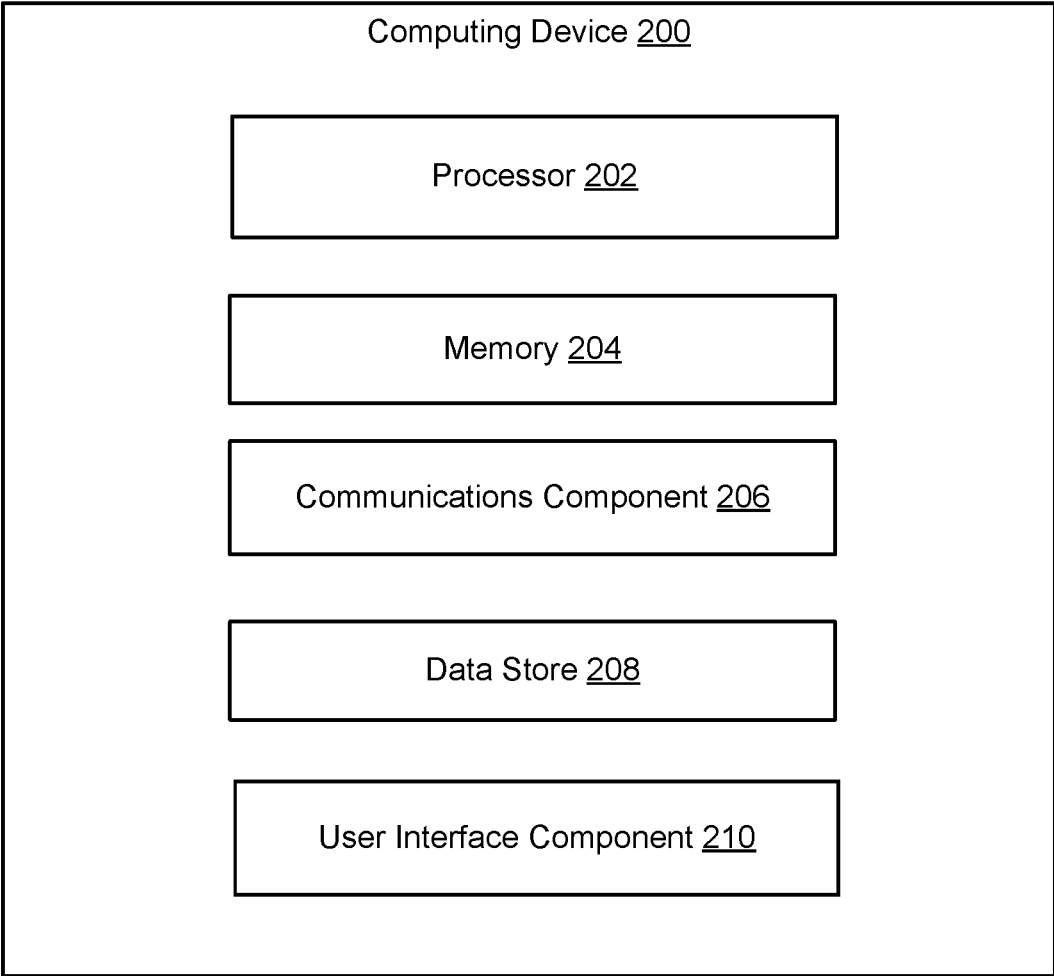 Computing Device 200
Processor 202
Memory 204
Communications Component 206
Data Store 208
User Interface Component 210